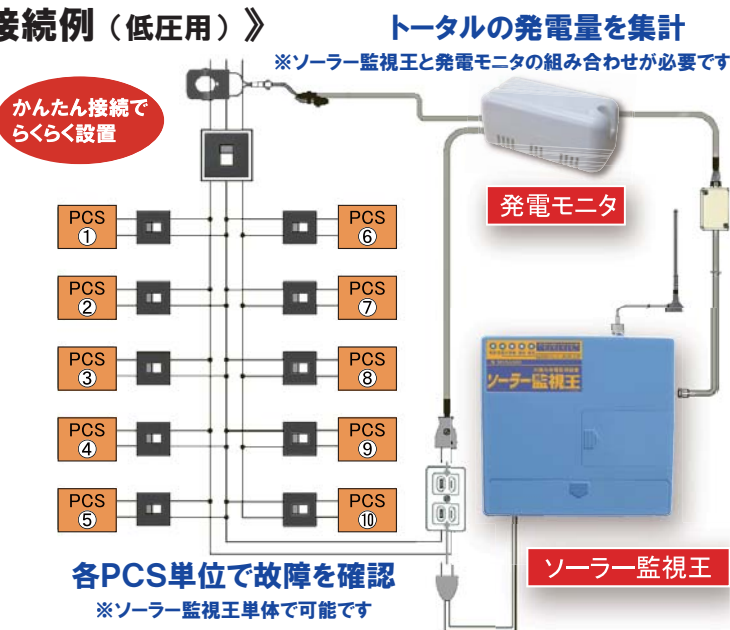 接続例（低圧用）》
トータルの発電量を集計
※ソーラー監視王と発電モニタの組み合わせが必要です
かんたん接続で
らくらく設置
発電モニタ
PCS
①
PCS
⑥
PCS
②
PCS
⑦
PCS
③
PCS
⑧
PCS
④
PCS
⑨
PCS
⑤
PCS
⑩
ソーラー監視王
各PCS単位で故障を確認
※ソーラー監視王単体で可能です
ソーラー監視王